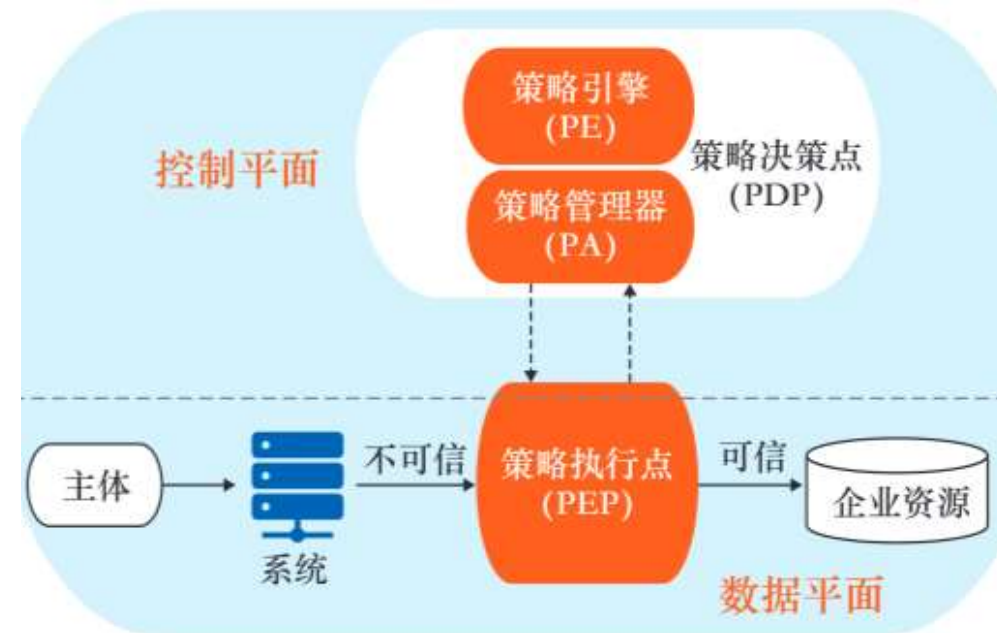 策略引擎
(PE)
控制平面
策略决策点
(PDP)
策略管理器
(PA)
主体
系统
不可信
策略执行点
(PEP)
可信
企业资源
数据平面